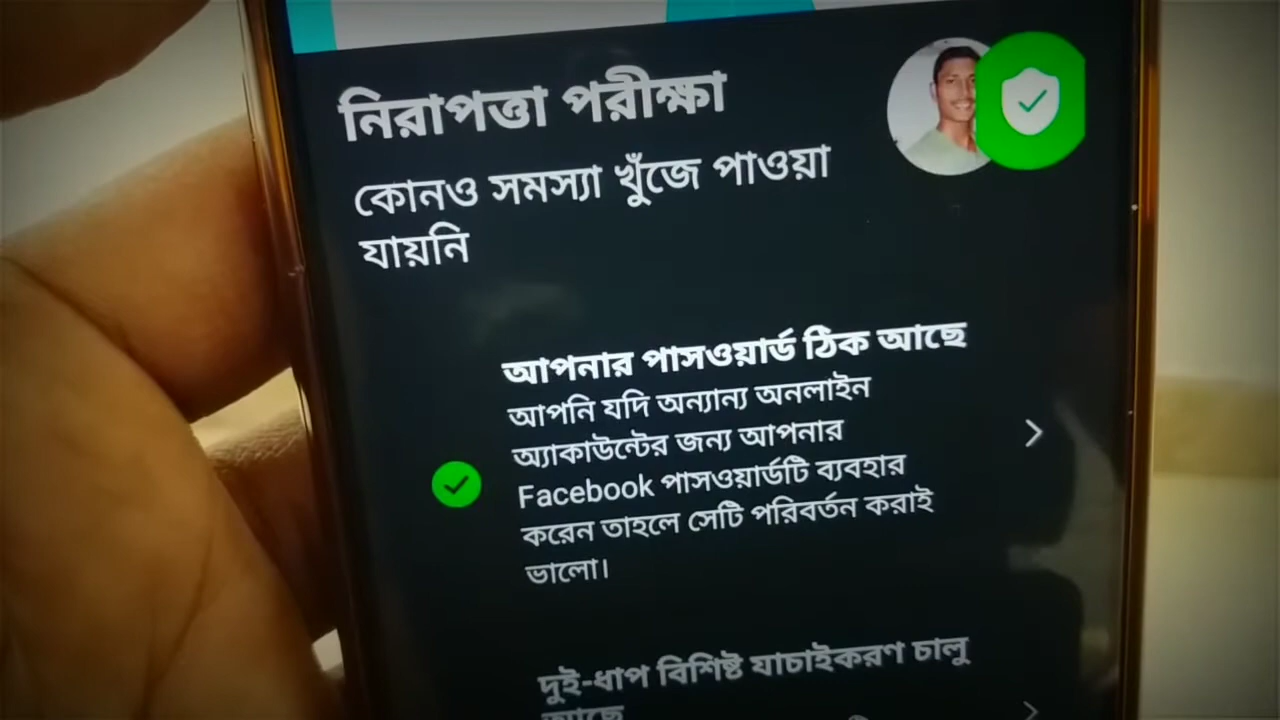 নিরাপত্তা পরীক্ষা
কোনও সমস্যা খুঁজে পাওয়া
যায়নি
আপনার পাসওয়ার্ড ঠিক আছে
আপনি যদি অন্যান্য অনলাইন
অ্যাকাউন্টের জন্য আপনার
Facebook পাসওয়ার্ডটি ব্যবহার
করেন তাহলে সেটি পরিবর্তন করাই
ভালো।
দুই-ধাপ বিশিষ্ট যাচাইকরণ চালু
আছে